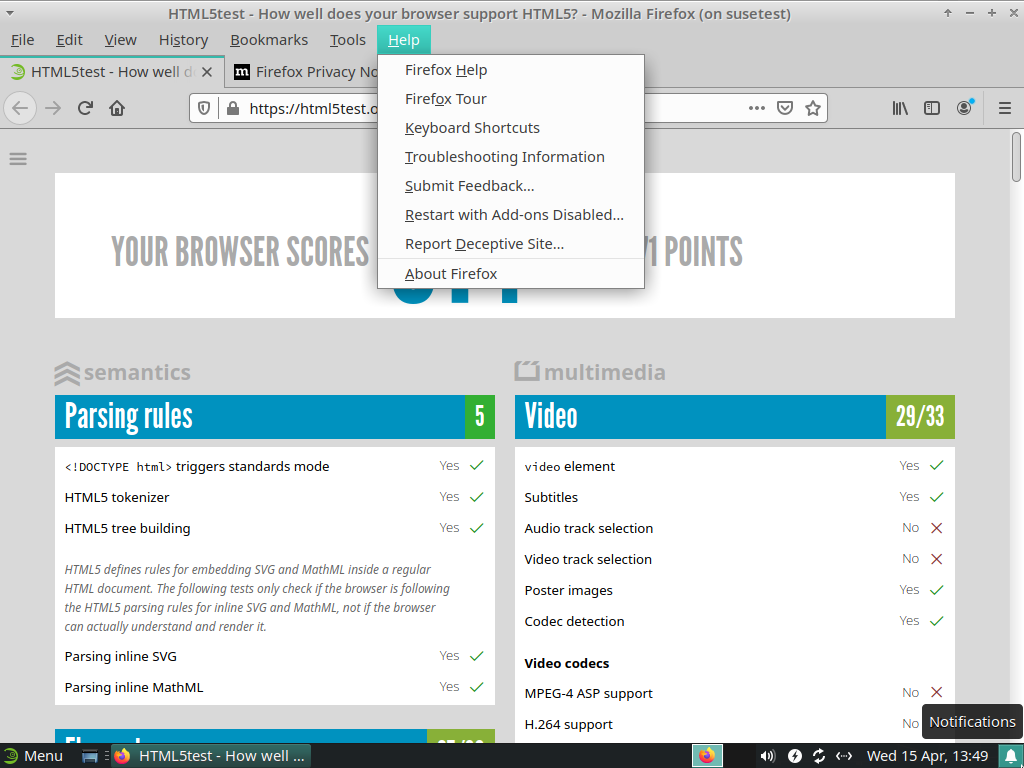 HTML5test - How well does your browser support HTML5? - Mozilla Firefox (on susetest)
File Edit View History Bookmarks Tools Help
HTML5test - How well d
Firefox Privacy No
https://html5test.o
Firefox Help
Firefox Tour
Keyboard Shortcuts
Troubleshooting Information
Submit Feedback...
Restart with Add-ons Disabled...
Report Deceptive Site...
About Firefox
YOUR BROWSER SCORES POINTS
semantics
Parsing rules 5
<!DOCTYPE html> triggers standards mode Yes
HTML5 tokenizer Yes
HTML5 tree building Yes
HTML5 defines rules for embedding SVG and MathML inside a regular
HTML document. The following tests only check if the browser is following
the HTML5 parsing rules for inline SVG and MathML, not if the browser
can actually understand and render it.
Parsing inline SVG Yes
Parsing inline MathML Yes
multimedia
Video 29/33
video element Yes
Subtitles Yes
Audio track selection No
Video track selection No
Poster images Yes
Codec detection Yes
Video codecs
MPEG-4 ASP support No
H.264 support No
Notifications
Menu
HTML5test - How well ...
Wed 15 Apr, 13:49